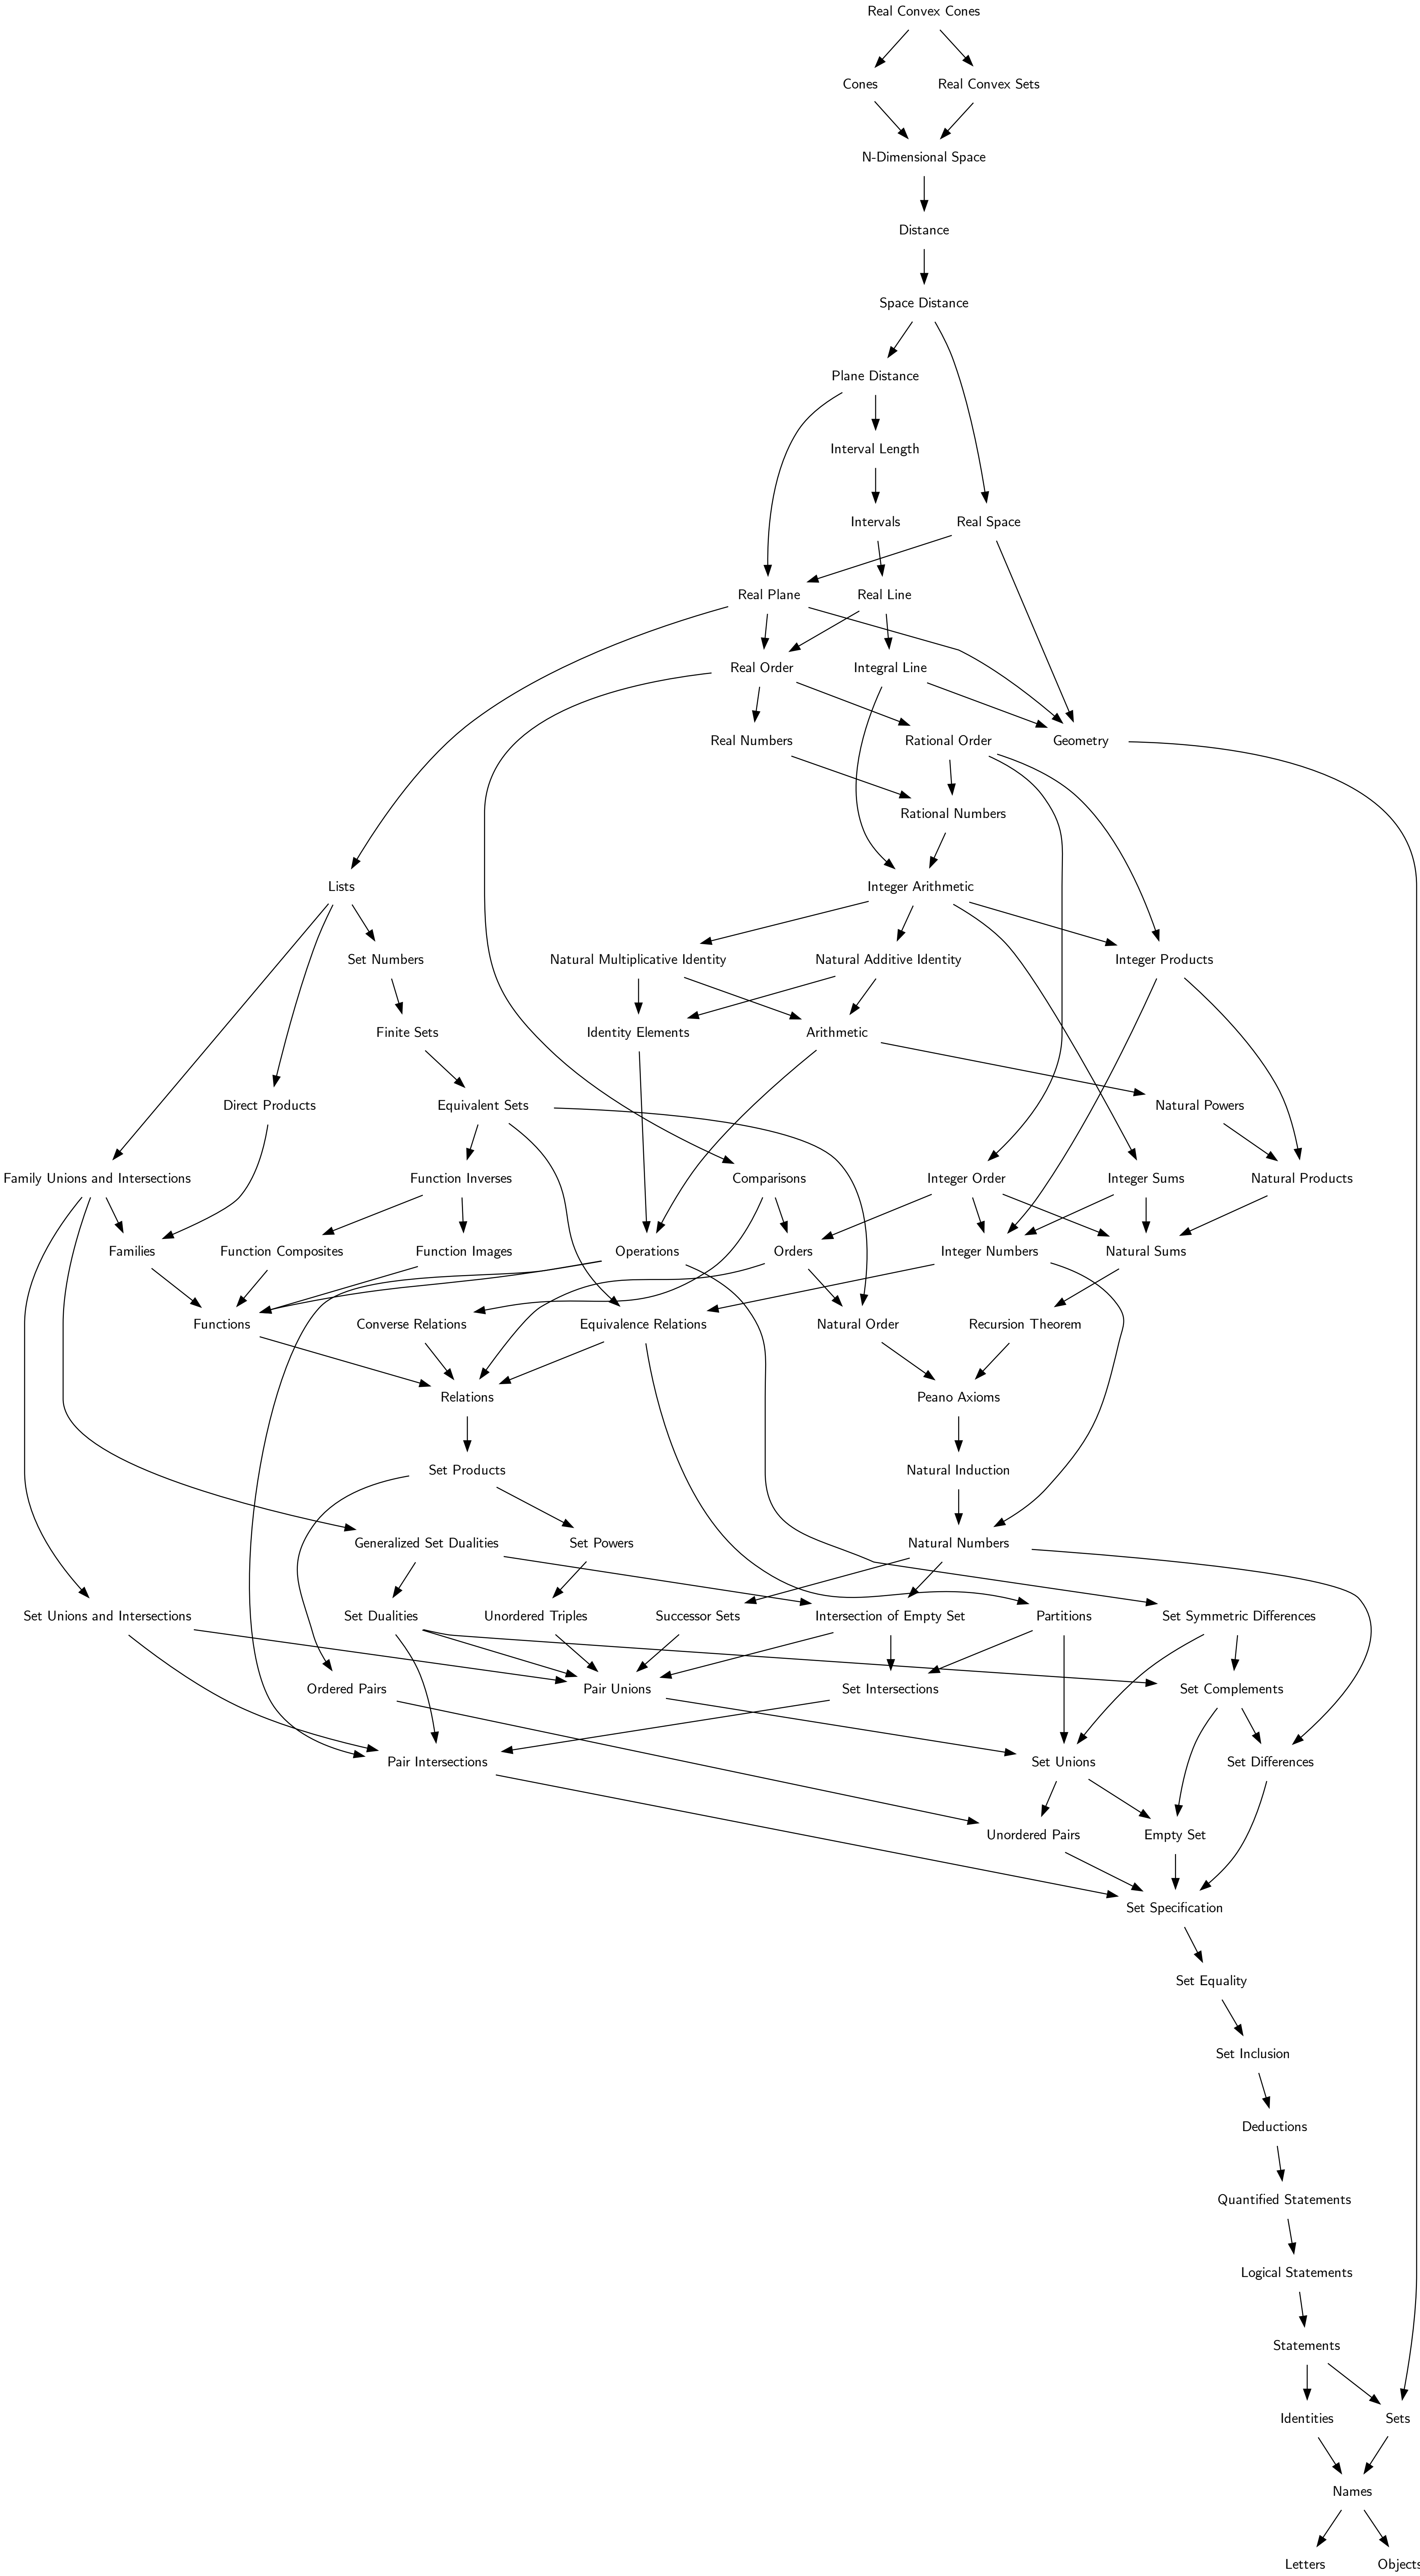 Real Convex Cones
Cones
Real Convex Sets
N-Dimensional Space
Distance
Space Distance
Plane Distance
Interval Length
Intervals
Real Space
Real Plane
Real Line
Real Order
Integral Line
Real Numbers
Rational Order
Geometry
Rational Numbers
Lists
Integer Arithmetic
Set Numbers
Natural Multiplicative Identity
Natural Additive Identity
Integer Products
Finite Sets
Identity Elements
Arithmetic
Direct Products
Equivalent Sets
Natural Powers
Family Unions and Intersections
Function Inverses
Comparisons
Integer Order
Integer Sums
Natural Products
Families
Function Composites
Function Images
Operations
Orders
Integer Numbers
Natural Sums
Functions
Converse Relations
Equivalence Relations
Natural Order
Recursion Theorem
Relations
Peano Axioms
Set Products
Natural Induction
Generalized Set Dualities
Set Powers
Natural Numbers
Set Unions and Intersections
Set Dualities
Unordered Triples
Successor Sets
Intersection of Empty Set
Partitions
Set Symmetric Differences
Ordered Pairs
Pair Unions
Set Intersections
Set Complements
Pair Intersections
Set Unions
Set Differences
Unordered Pairs
Empty Set
Set Specification
Set Equality
Set Inclusion
Deductions
Quantified Statements
Logical Statements
Statements
Identities
Sets
Names
Letters
Objects